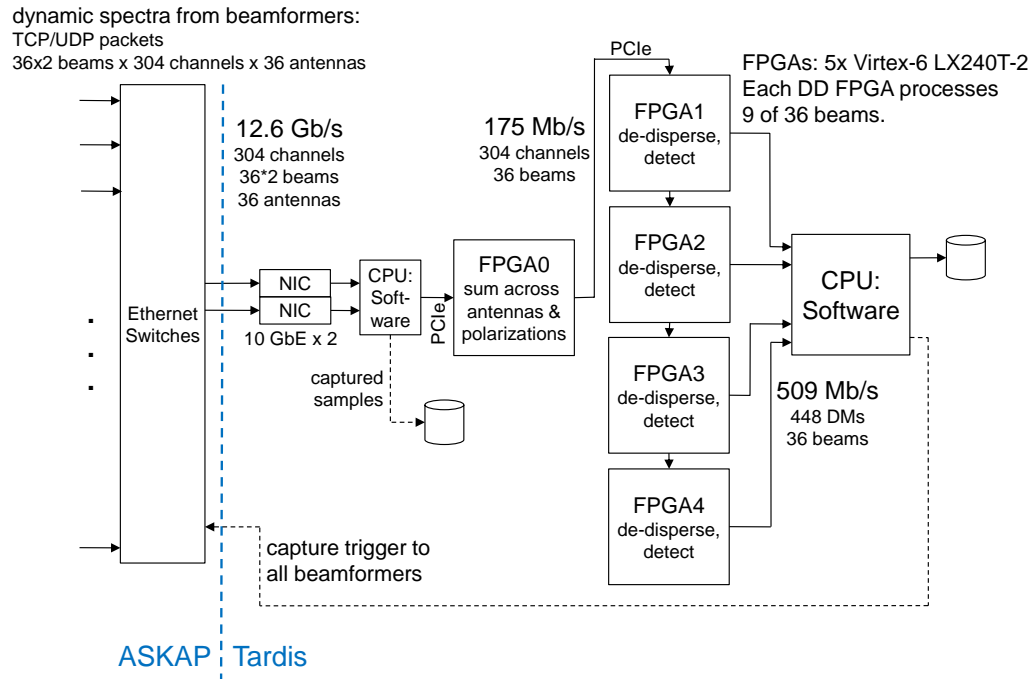 dynamic spectra from beamformers:
TCP/UDP packets
36x2 beams x 304 channels x 36 antennas
12.6 Gb/s
304 channels
36*2 beams
36 antennas
Ethernet
Switches
NIC
NIC
10 GbE x 2
CPU:
Soft-
ware
captured
samples
PCIe
FPGA0
sum across
antennas &
polarizations
175 Mb/s
304 channels
36 beams
PCIe
FPGA1
de-disperse,
detect
FPGA2
de-disperse,
detect
FPGA3
de-disperse,
detect
FPGA4
de-disperse,
detect
FPGAs: 5x Virtex-6 LX240T-2
Each DD FPGA processes
9 of 36 beams.
CPU:
Software
509 Mb/s
448 DMs
36 beams
capture trigger to
all beamformers
ASKAP
Tardis